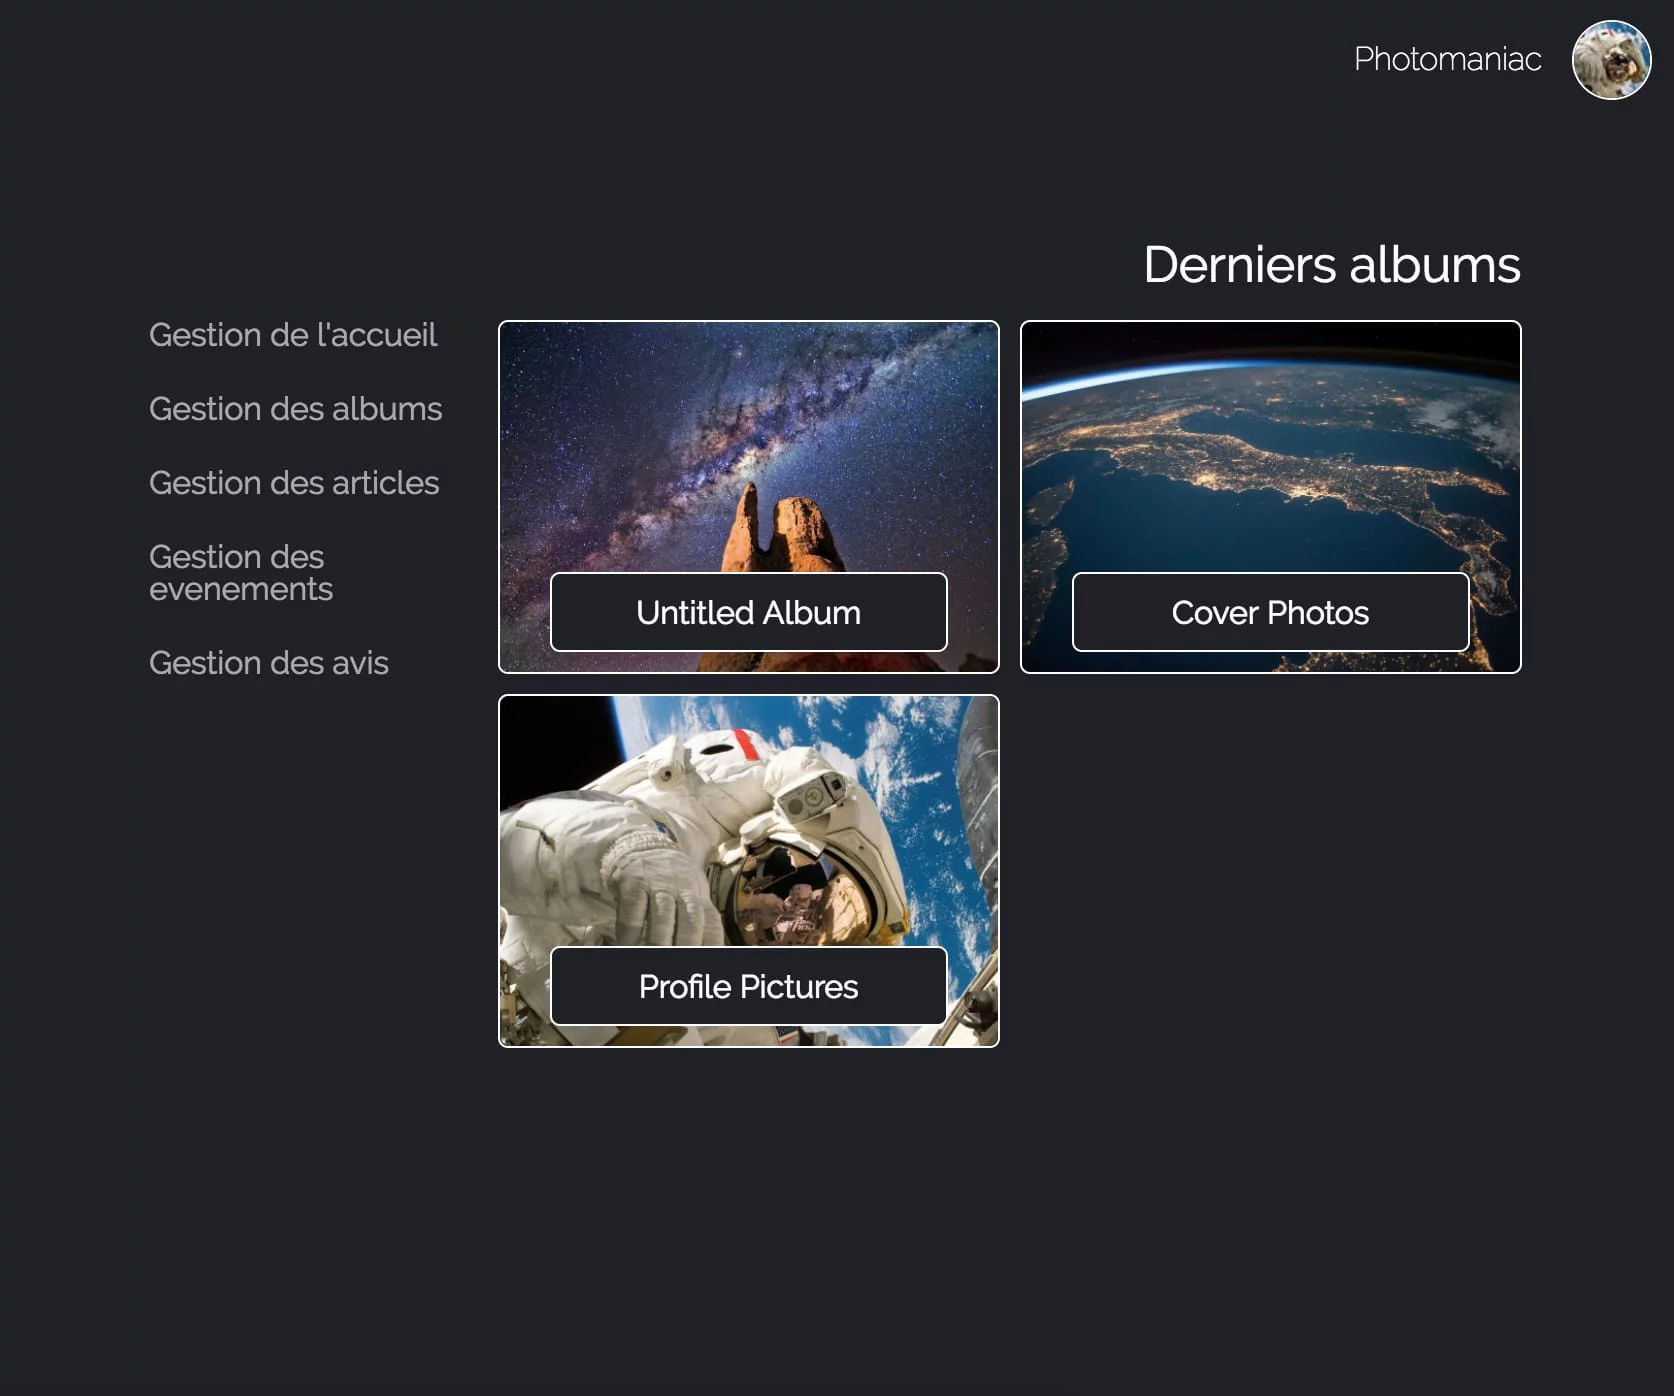 Photomaniac
Derniers albums
Gestion de l'accueil
Gestion des albums
Gestion des articles
Gestion des
evenements
Gestion des avis
Untitled Album
Cover Photos
Profile Pictures